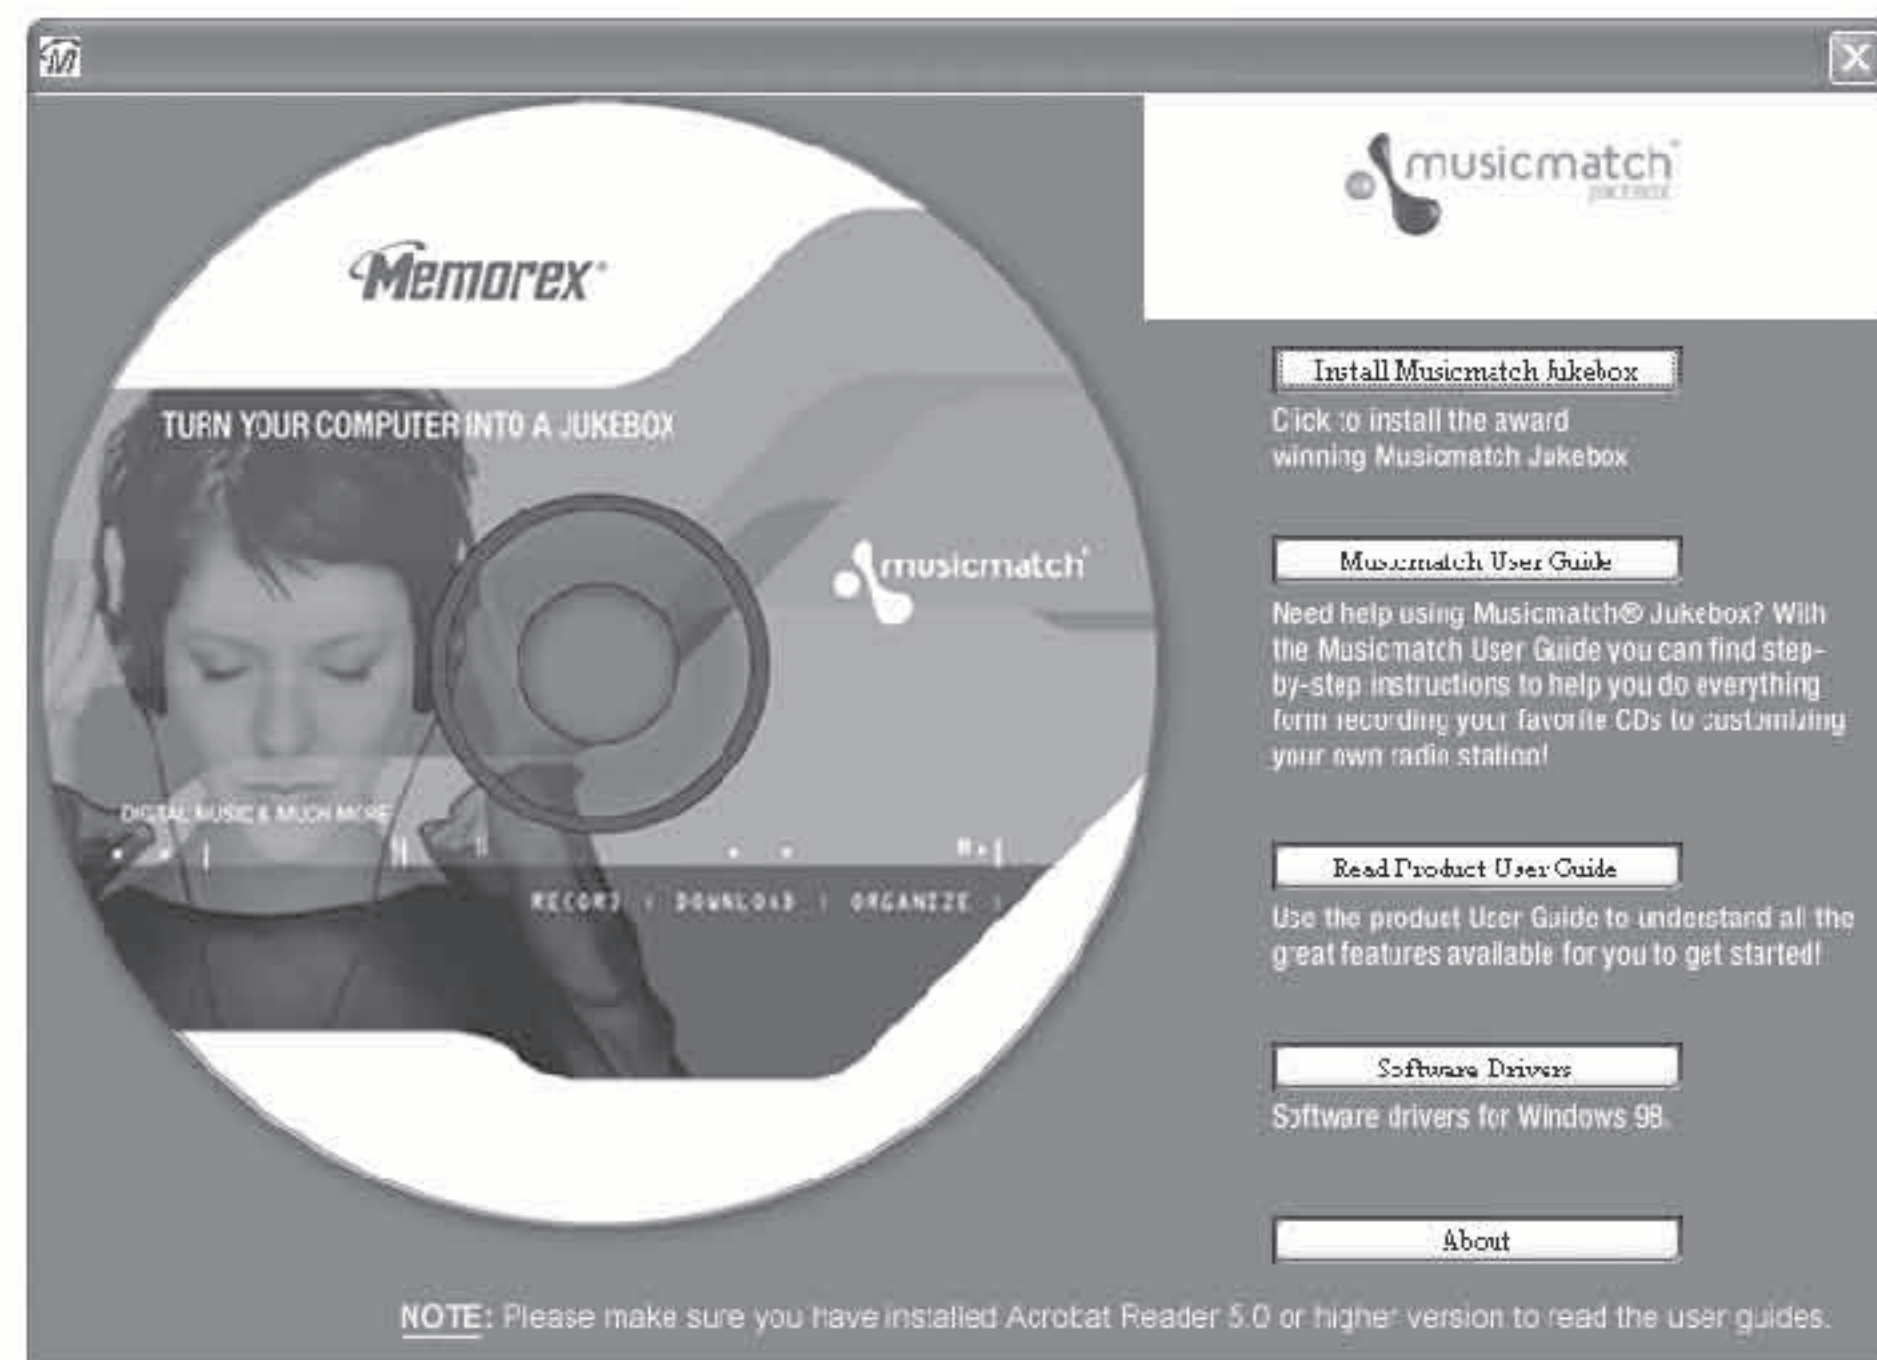 Memorex
TURN YOUR COMPUTER INTO A JUKEBOX
musicmatch
DIGITAL MUSIC & MUCH MORE
RECORD | DOWNLOAD | ORGANIZE |
musicmatch
Install Musicmatch Jukebox
Click to install the award
winning Musicmatch Jukebox
Musicmatch User Guide
Need help using Musicmatch® Jukebox? With
the Musicmatch User Guide you can find step-
by-step instructions to help you do everything
form recording your favorite CDs to customizing
your own radio station!
Read Product User Guide
Use the product User Guide to understand all the
great features available for you to get started!
Software Drivers
Software drivers for Windows 98.
About
NOTE: Please make sure you have installed Acrobat Reader 5.0 or higher version to read the user guides.